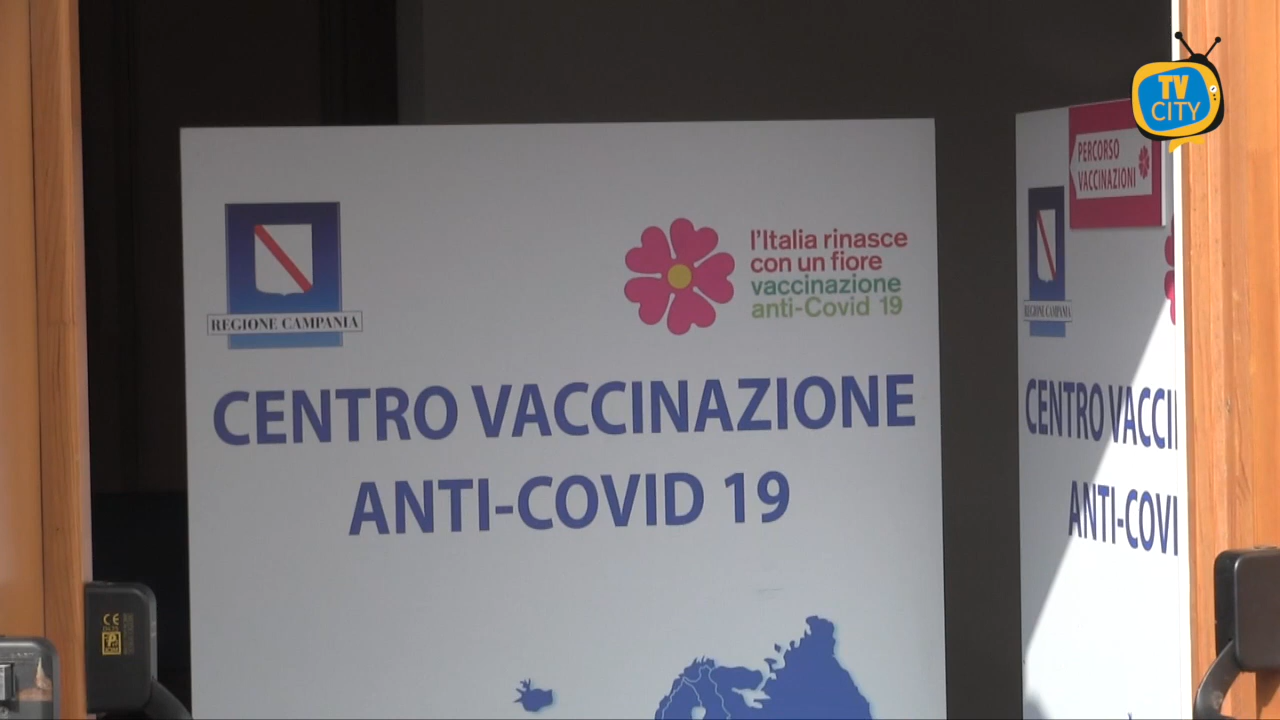 TV
CITY
PERCORSO
VACCINAZIONI
REGIONE CAMPANIA
l'Italia rinasce
con un fiore
vaccinazione
anti-Covid 19
CENTRO VACCINAZIONE
ANTI-COVID 19
REGIONE CAMPANIA
CENTRO VACCI
ANTI-COVI
CE